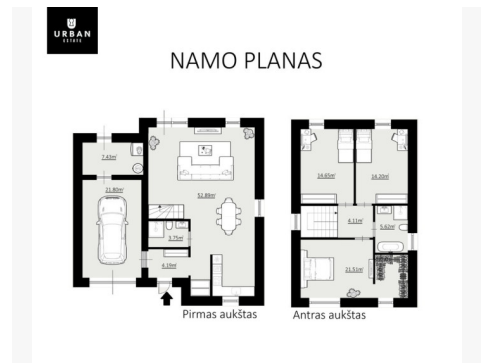 URBAN
ESTATE
NAMO PLANAS
7.43m²
21.80m²
52.89m²
3.75m²
4.19m²
14.65m²
14.20m²
4.11m²
5.62m²
21.51m²
Pirmas aukštas
Antras aukštas